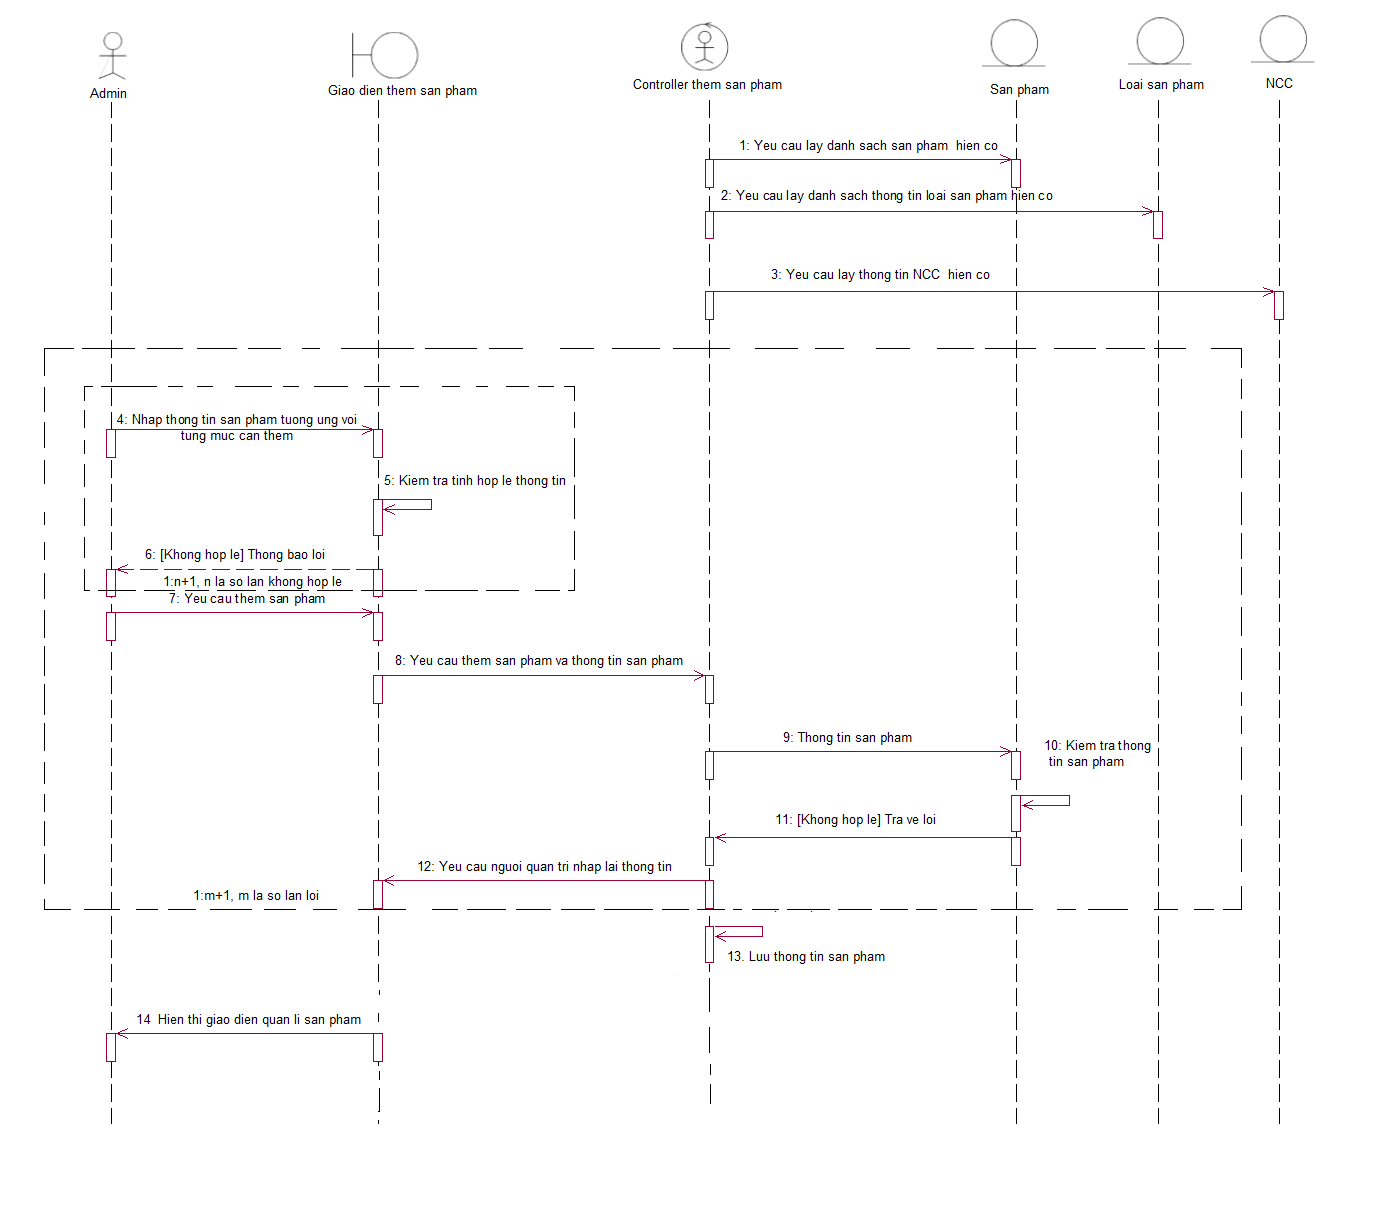 Admin
Giao dien them san pham
Controller them san pham
San pham
Loai san pham
NCC
1: Yeu cau lay danh sach san pham hien co
2: Yeu cau lay danh sach thong tin loai san pham hien co
3: Yeu cau lay thong tin NCC hien co
4: Nhap thong tin san pham tuong ung voi
tung muc can them
5: Kiem tra tinh hop le thong tin
6: [Khong hop le] Thong bao loi
1:n+1, n la so lan khong hop le
7: Yeu cau them san pham
8: Yeu cau them san pham va thong tin san pham
9: Thong tin san pham
10: Kiem tra thong
tin san pham
11: [Khong hop le] Tra ve loi
12: Yeu cau nguoi quan tri nhap lai thong tin
1:m+1, m la so lan loi
13. Luu thong tin san pham
14 Hien thi giao dien quan li san pham